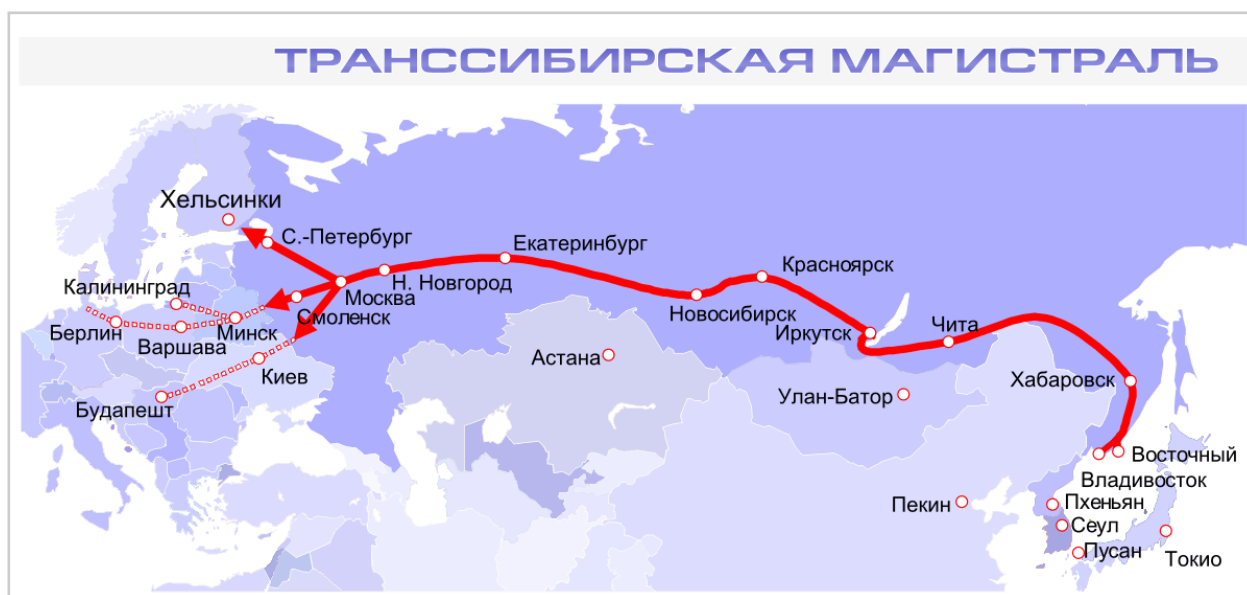 ТРАНССИБИРСКАЯ МАГИСТРАЛЬ
Хельсинки
С.-Петербург
Екатеринбург
Красноярск
Калининград
Москва
Н. Новгород
Смоленск
Новосибирск
Иркутск
Чита
Берлин
Варшава
Минск
Астана
Киев
Хабаровск
Улан-Батор
Будапешт
Восточный
Владивосток
Пекин
Пхеньян
Сеул
Пусан
Токио